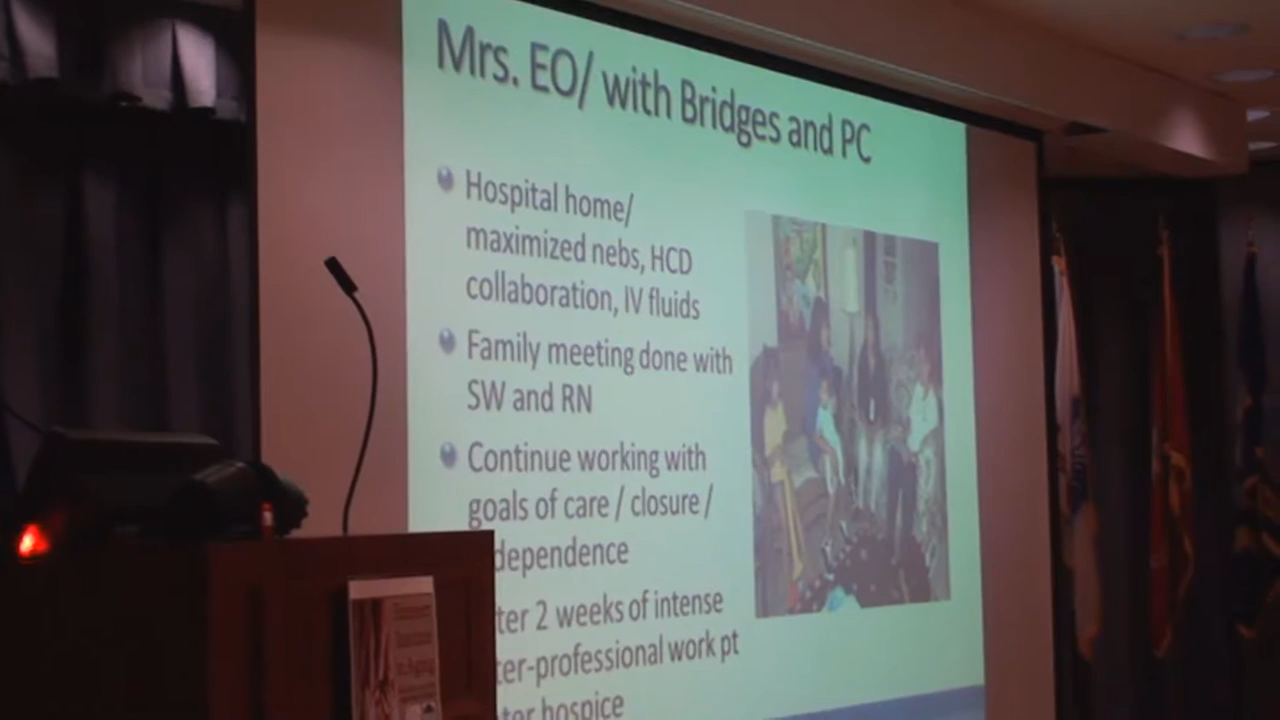 Mrs. EO/ with Bridges and PC
Hospital home/
maximized nebs, HCD
collaboration, IV fluids
Family meeting done with
SW and RN
Continue working with
goals of care / closure /
dependence
ter 2 weeks of intense
ter-professional work pt
ter hospice